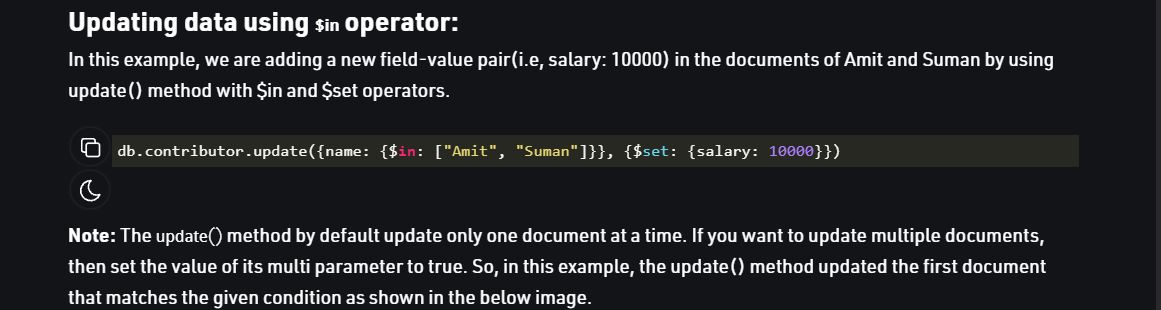 Updating data using $in operator:
In this example, we are adding a new field-value pair(i.e, salary: 10000) in the documents of Amit and Suman by using
update() method with $in and $set operators.
db.contributor.update({name: {$in: ["Amit", "Suman"]}}, {$set: {salary: 10000}})
Note: The update() method by default update only one document at a time. If you want to update multiple documents,
then set the value of its multi parameter to true. So, in this example, the update() method updated the first document
that matches the given condition as shown in the below image.